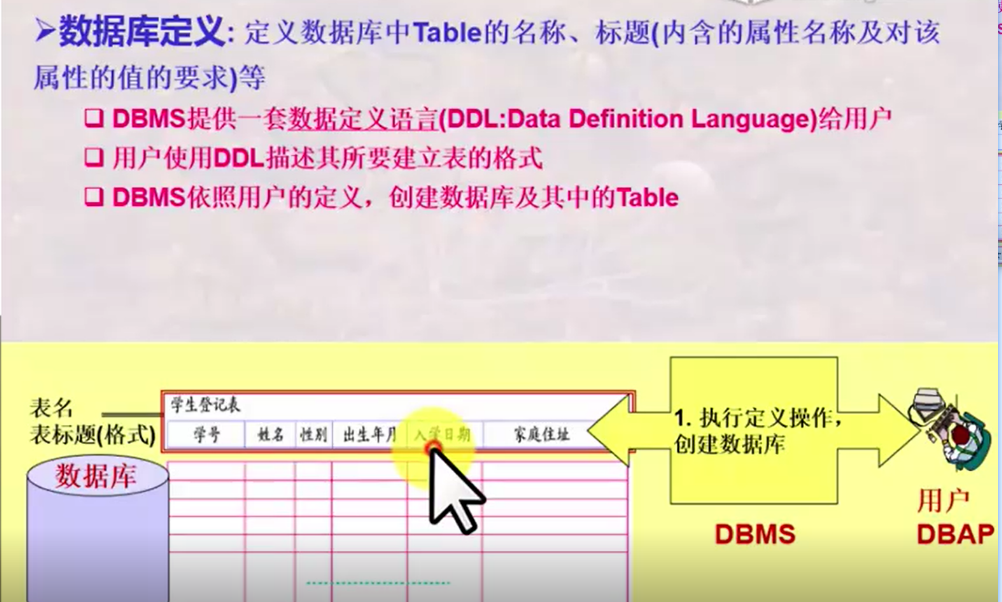 数据库定义: 定义数据库中Table的名称、标题(内含的属性名称及对该
属性的值的要求)等
DBMS提供一套数据定义语言(DDL:Data Definition Language)给用户
用户使用DDL描述其所要建立表的格式
DBMS依照用户的定义，创建数据库及其中的Table
表名
学生登记表
表标题(格式)
学号 姓名 性别 出生年月 入学日期 家庭住址
数据库
1. 执行定义操作，
创建数据库
DBMS
用户
DBAP